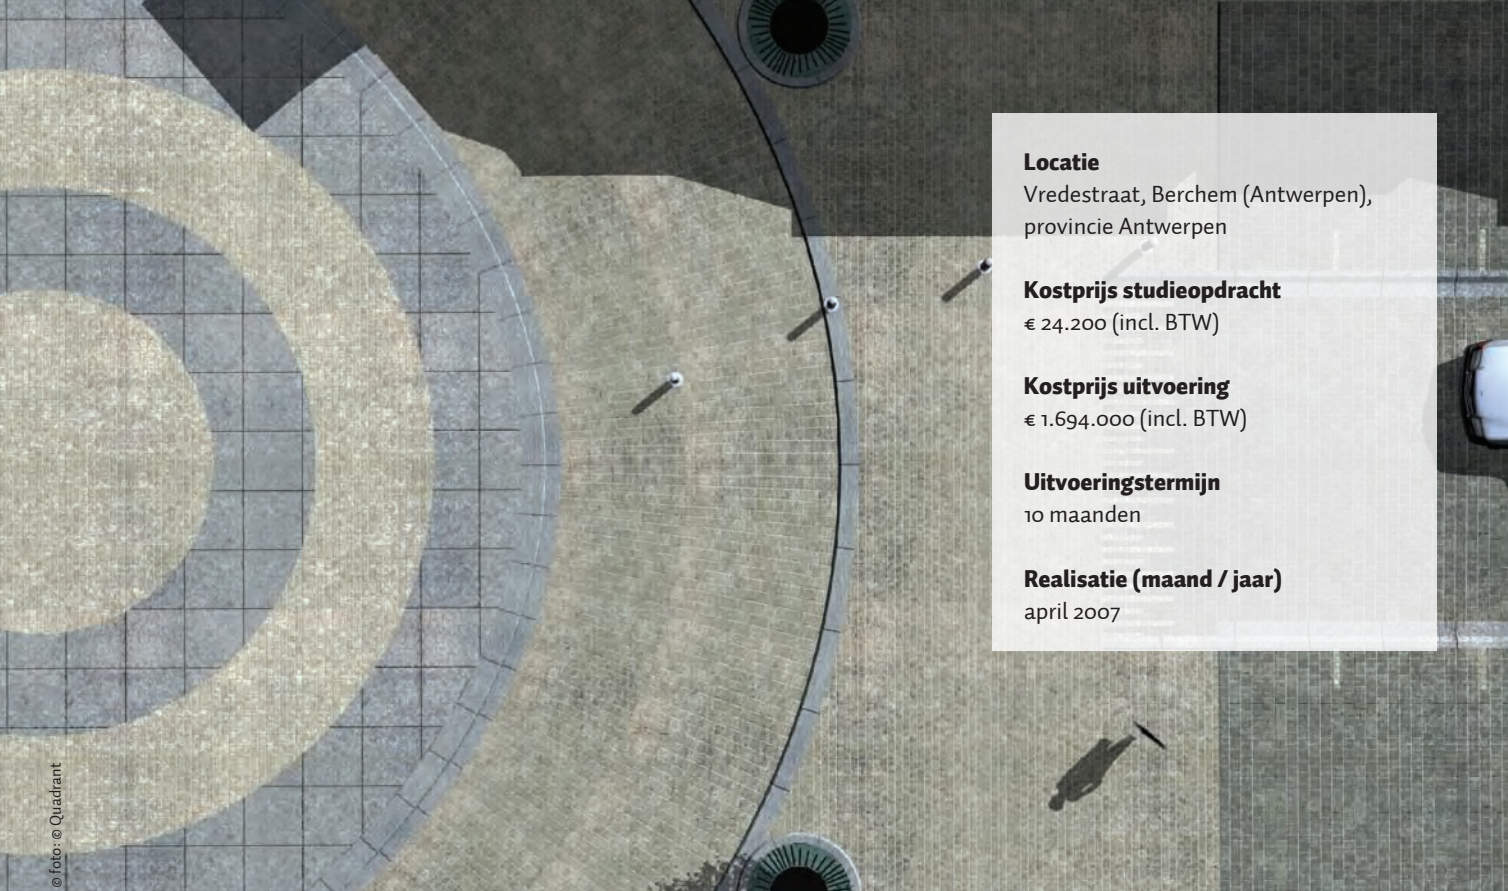 Locatie
Vredestraat, Berchem (Antwerpen),
provincie Antwerpen
Kostprijs studieopdracht
€ 24.200 (incl. BTW)
Kostprijs uitvoering
€ 1.694.000 (incl. BTW)
Uitvoeringstermijn
10 maanden
Realisatie (maand / jaar)
april 2007
© foto: © Quadrant